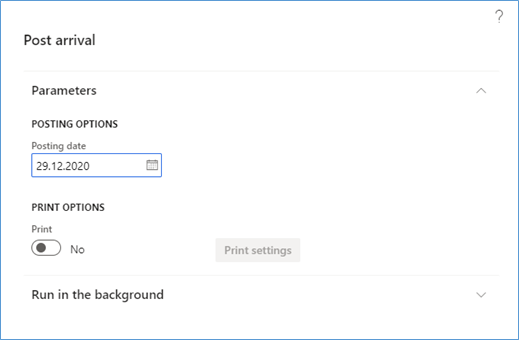 ?
Post arrival
Parameters
POSTING OPTIONS
Posting date
29.12.2020
PRINT OPTIONS
Print
No
Print settings
Run in the background